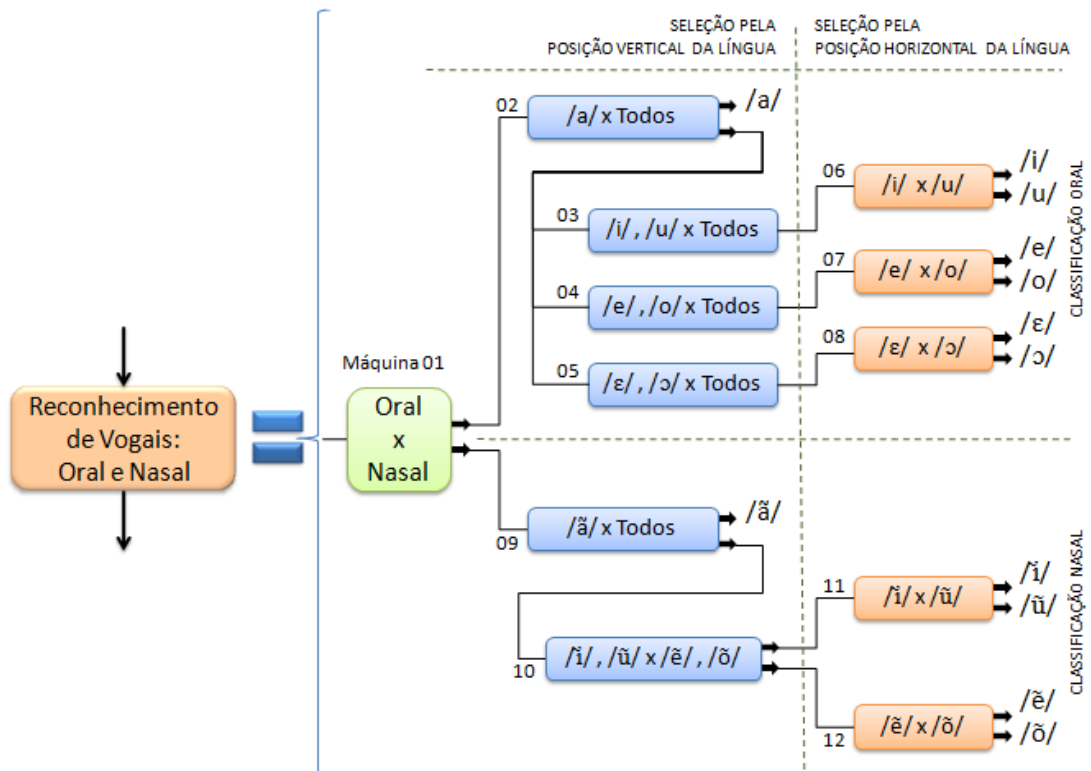 SELEÇÃO PELA
POSIÇÃO VERTICAL DA LÍNGUA
SELEÇÃO PELA
POSIÇÃO HORIZONTAL DA LÍNGUA
Reconhecimento
de Vogais:
Oral e Nasal
Máquina 01
Oral
x
Nasal
02
/a/ x Todos
/a/
03
/i/ , /u/ x Todos
04
/e/ , /o/ x Todos
05
/ɛ/ , /ɔ/ x Todos
06
/i/ x /u/
/i/
/u/
07
/e/ x /o/
/e/
/o/
08
/ɛ/ x /ɔ/
/ɛ/
/ɔ/
CLASSIFICAÇÃO ORAL
09
/ã/ x Todos
/ã/
10
/ĩ/ , /ũ/ x /ẽ/ , /õ/
11
/ĩ/ x /ũ/
/ĩ/
/ũ/
12
/ẽ/ x /õ/
/ẽ/
/õ/
CLASSIFICAÇÃO NASAL